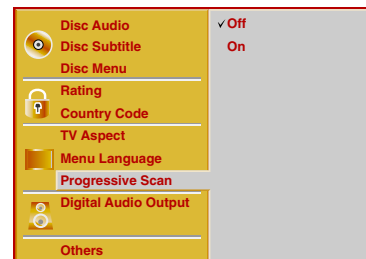 Disc Audio
Disc Subtitle
Disc Menu
Rating
Country Code
TV Aspect
Menu Language
Progressive Scan
Digital Audio Output
Others
✓ Off
On